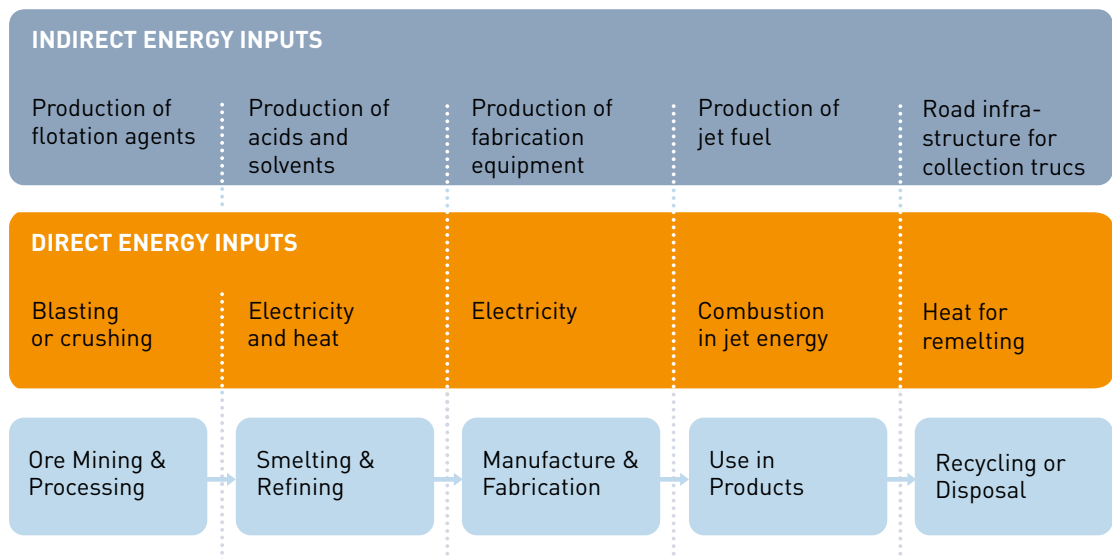 INDIRECT ENERGY INPUTS
Production of
flotation agents
Production of
acids and
solvents
Production of
fabrication
equipment
Production of
jet fuel
Road infra-
structure for
collection trucs
DIRECT ENERGY INPUTS
Blasting
or crushing
Electricity
and heat
Electricity
Combustion
in jet energy
Heat for
remelting
Ore Mining &
Processing
Smelting &
Refining
Manufacture &
Fabrication
Use in
Products
Recycling or
Disposal